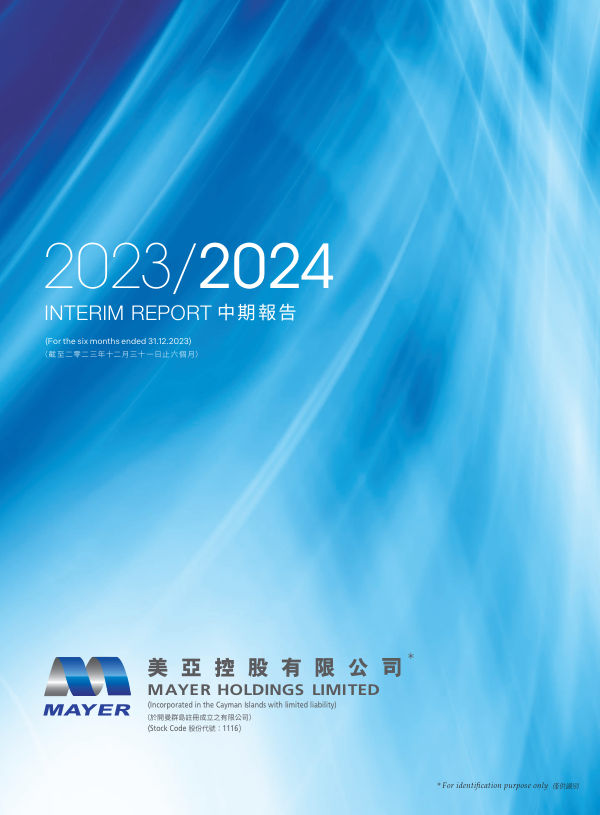 2023/2024
INTERIM REPORT 中期報告
(For the six months ended 31.12.2023)
(截至二零二三年十二月三十一日止六個月)
美亞控股有限公司*
MAYER HOLDINGS LIMITED
MAYER
(Incorporated in the Cayman Islands with limited liability)
(於開曼群島註冊成立之有限公司)
(Stock Code 股份代號：1116)
* For identification purpose only 僅供識別